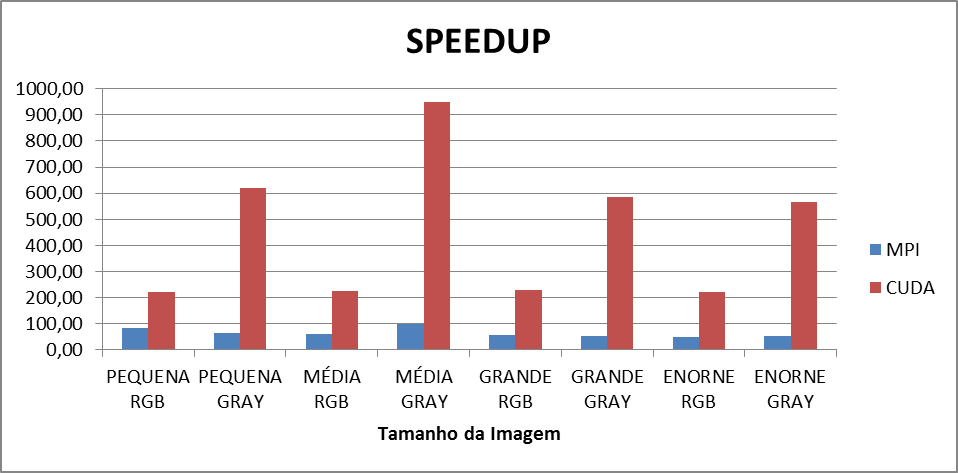 SPEEDUP
1000,00
900,00
800,00
700,00
600,00
500,00
400,00
300,00
200,00
100,00
0,00
PEQUENA RGB
PEQUENA GRAY
MÉDIA RGB
MÉDIA GRAY
GRANDE RGB
GRANDE GRAY
ENORNE RGB
ENORNE GRAY
Tamanho da Imagem
MPI
CUDA